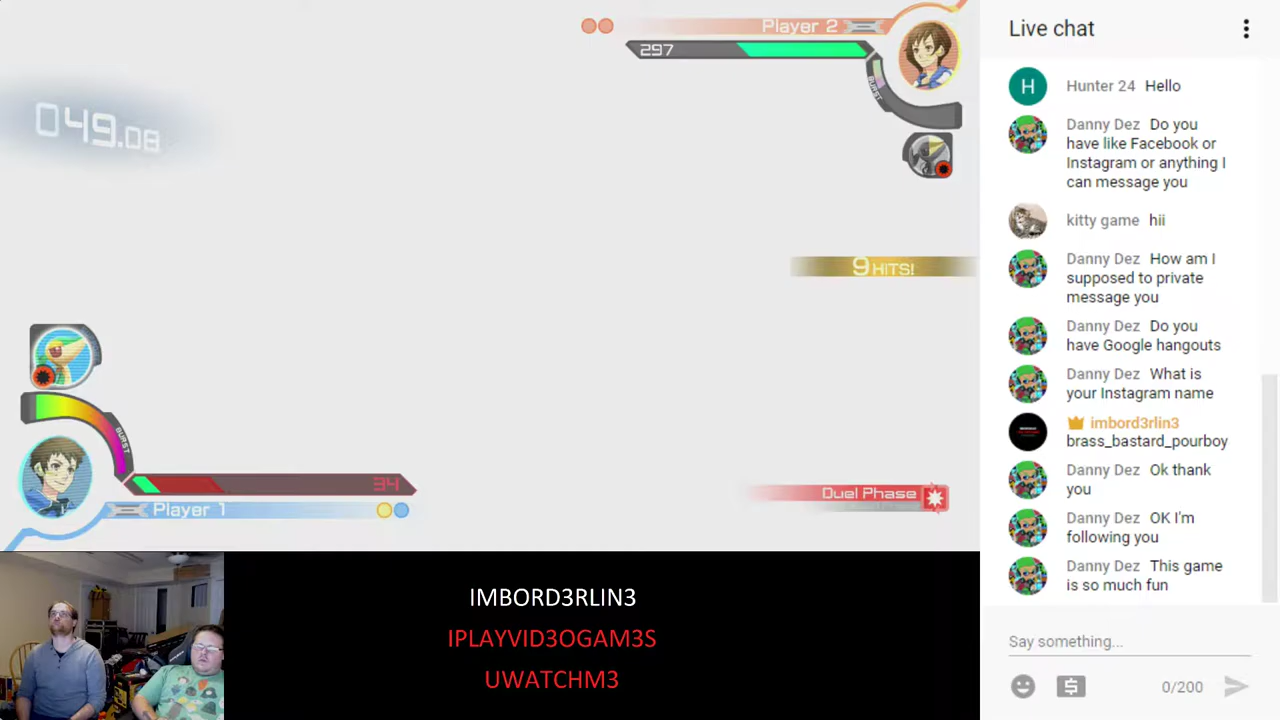 Player 2
297
BURST
049.08
9 HITS!
BURST
34
Player 1
Duel Phase
IMBORD3RLIN3
IPLAYVID3OGAM3S
UWATCHM3
Live chat
H
Hunter 24 Hello
Danny Dez Do you
have like Facebook or
Instagram or anything I
can message you
kitty game hii
Danny Dez How am I
supposed to private
message you
Danny Dez Do you
have Google hangouts
Danny Dez What is
your Instagram name
imbord3rlin3
brass_bastard_pourboy
Danny Dez Ok thank
you
Danny Dez OK I'm
following you
Danny Dez This game
is so much fun
Say something...
0/200